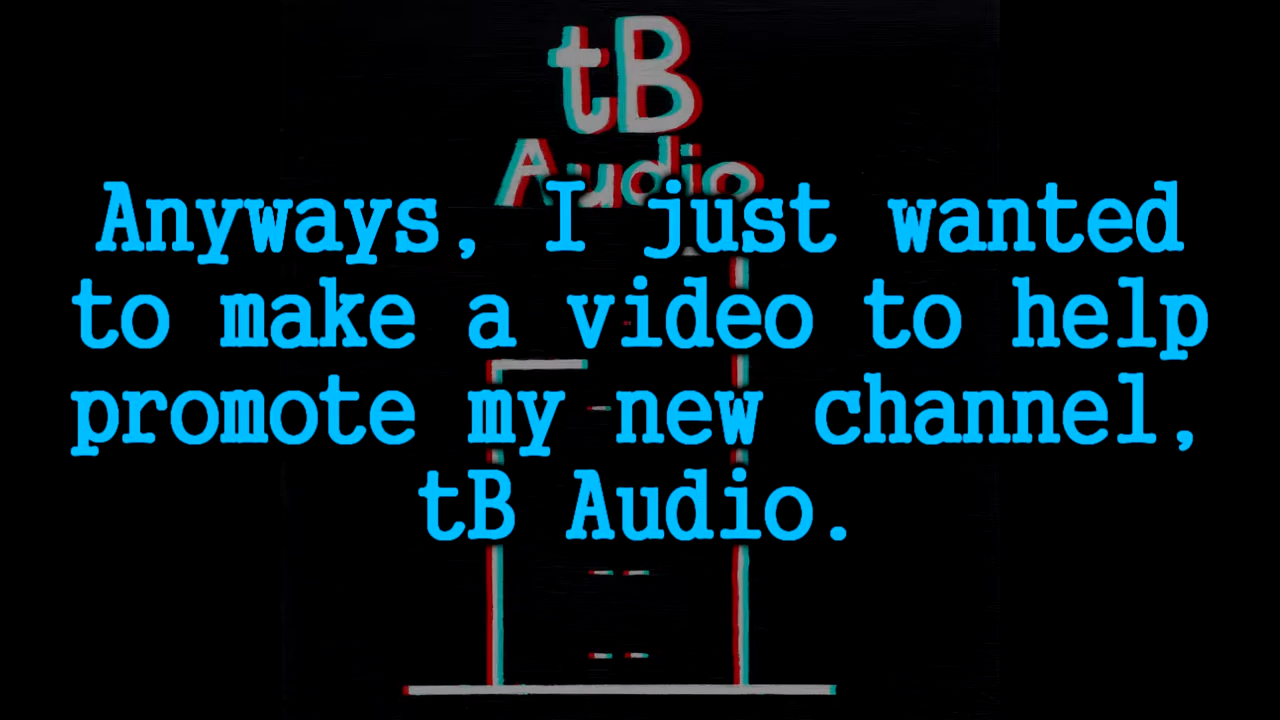 tB
Audio
Anyways, I just wanted
to make a video to help
promote my new channel,
tB Audio.